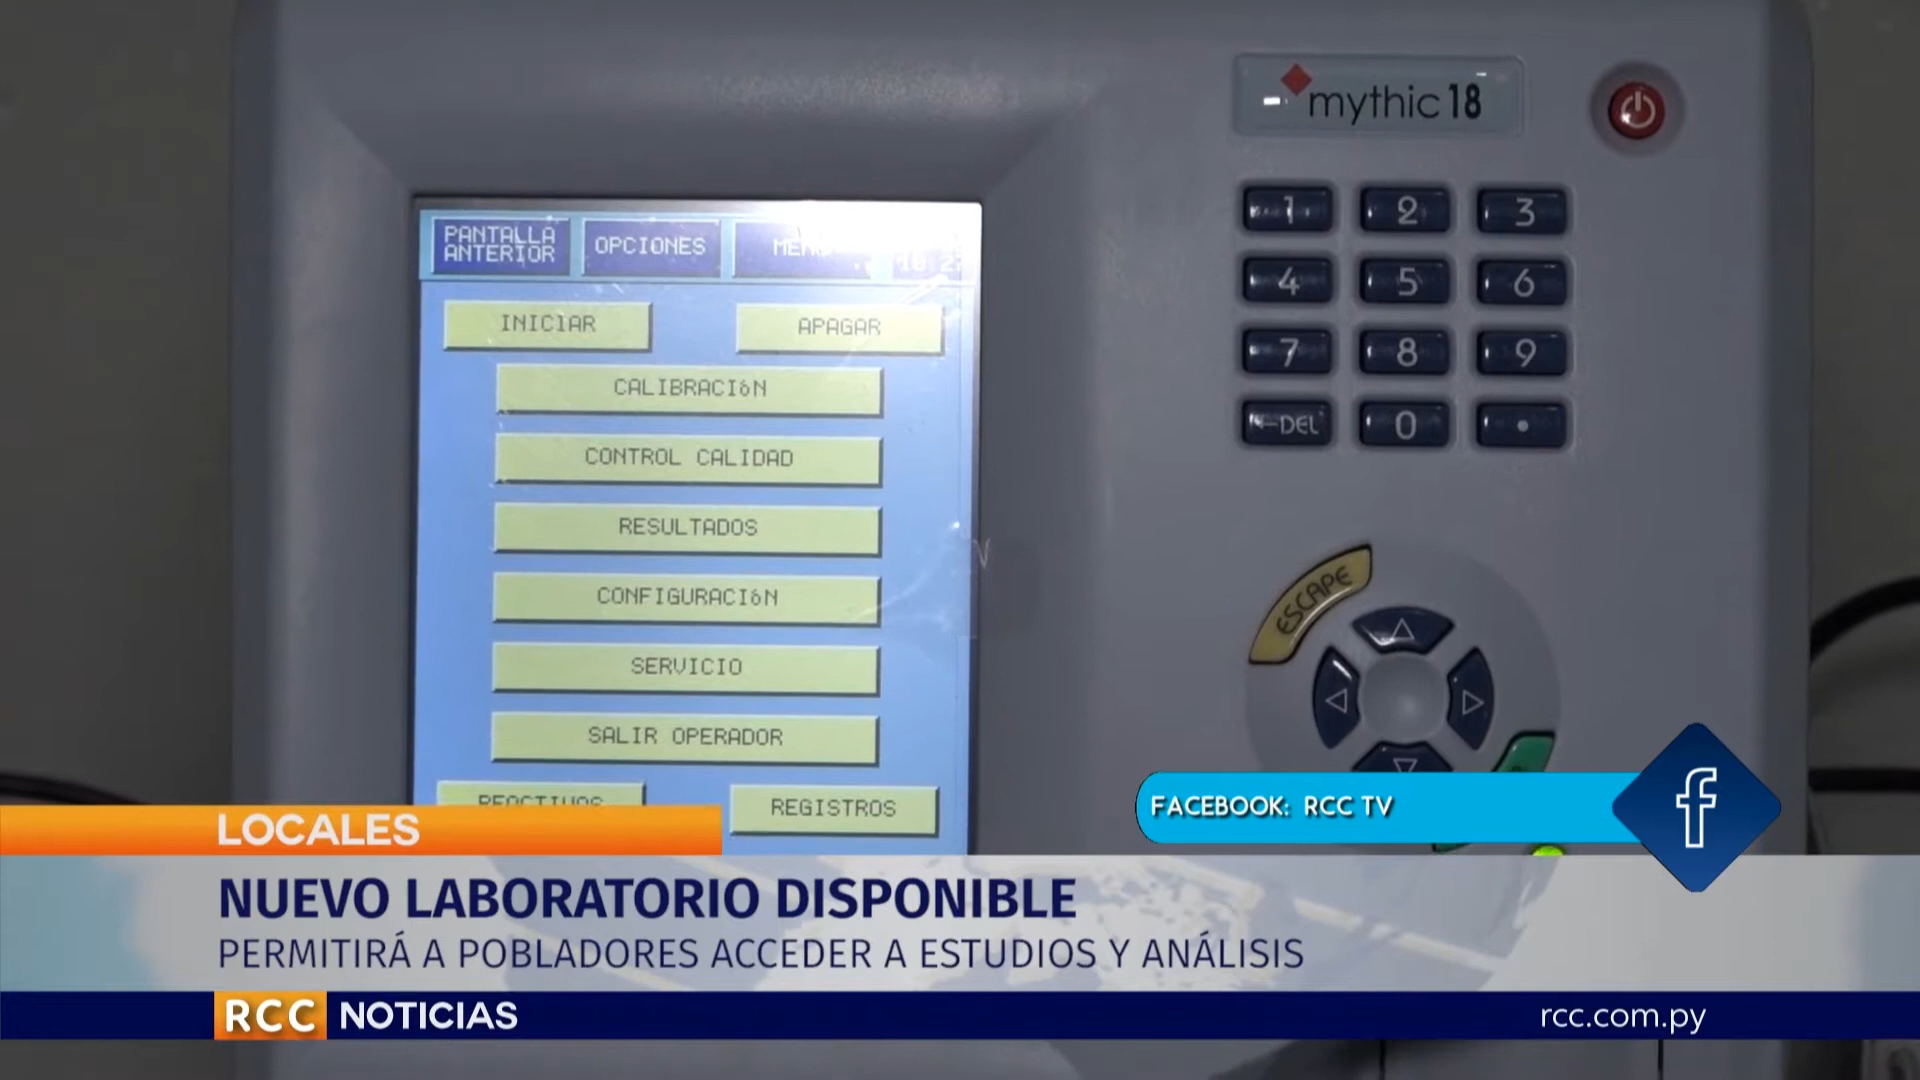 mythic 18
PANTALLA
ANTERIOR
OPCIONES
INICIAR
APAGAR
CALIBRACIóN
CONTROL CALIDAD
RESULTADOS
CONFIGURACIóN
SERVICIO
SALIR OPERADOR
REACTIVOS
REGISTROS
1 2 3
4 5 6
7 8 9
←DEL 0 .
ESCAPE
FACEBOOK: RCC TV
f
LOCALES
NUEVO LABORATORIO DISPONIBLE
PERMITIRÁ A POBLADORES ACCEDER A ESTUDIOS Y ANÁLISIS
RCC NOTICIAS
rcc.com.py